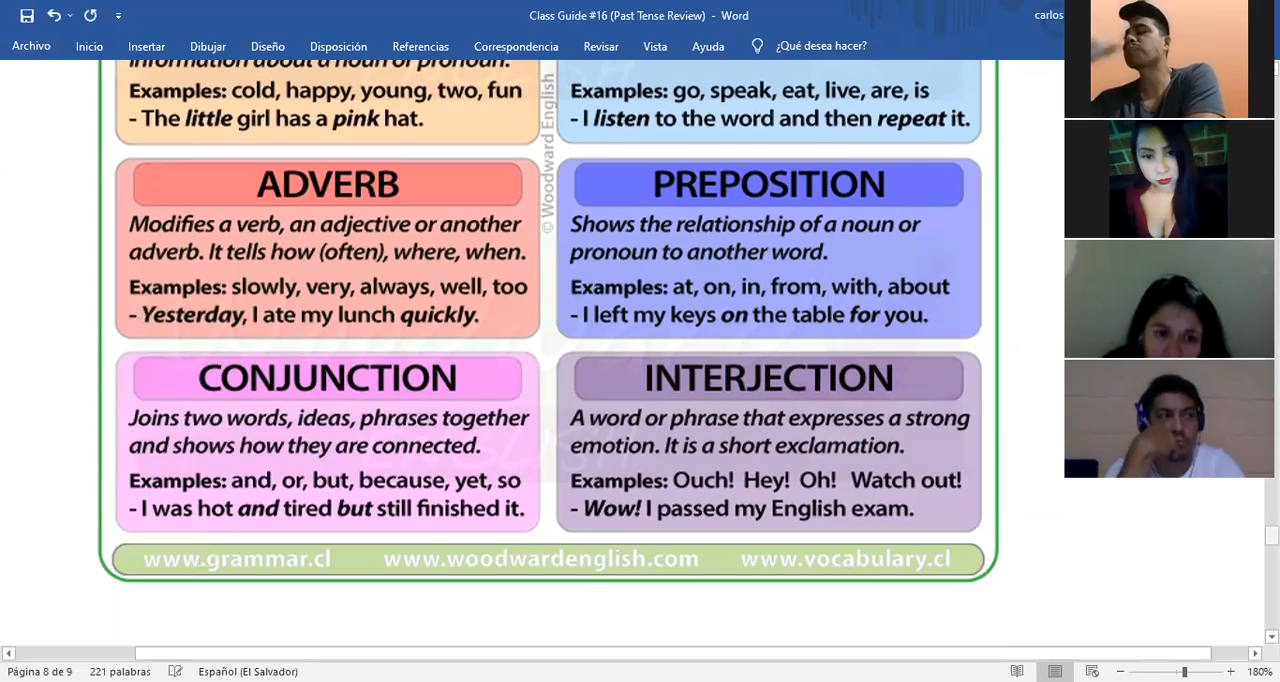 Class Guide #16 (Past Tense Review) - Word
carlos
Archivo Inicio Insertar Dibujar Diseño Disposición Referencias Correspondencia Revisar Vista Ayuda ¿Qué desea hacer?
information about a noun or pronoun.
Examples: cold, happy, young, two, fun
- The little girl has a pink hat.
Examples: go, speak, eat, live, are, is
- I listen to the word and then repeat it.
© Woodward English
ADVERB
Modifies a verb, an adjective or another
adverb. It tells how (often), where, when.
Examples: slowly, very, always, well, too
- Yesterday, I ate my lunch quickly.
PREPOSITION
Shows the relationship of a noun or
pronoun to another word.
Examples: at, on, in, from, with, about
- I left my keys on the table for you.
CONJUNCTION
Joins two words, ideas, phrases together
and shows how they are connected.
Examples: and, or, but, because, yet, so
- I was hot and tired but still finished it.
INTERJECTION
A word or phrase that expresses a strong
emotion. It is a short exclamation.
Examples: Ouch! Hey! Oh! Watch out!
- Wow! I passed my English exam.
www.grammar.cl www.woodwardenglish.com www.vocabulary.cl
Página 8 de 9 221 palabras Español (El Salvador) 180%